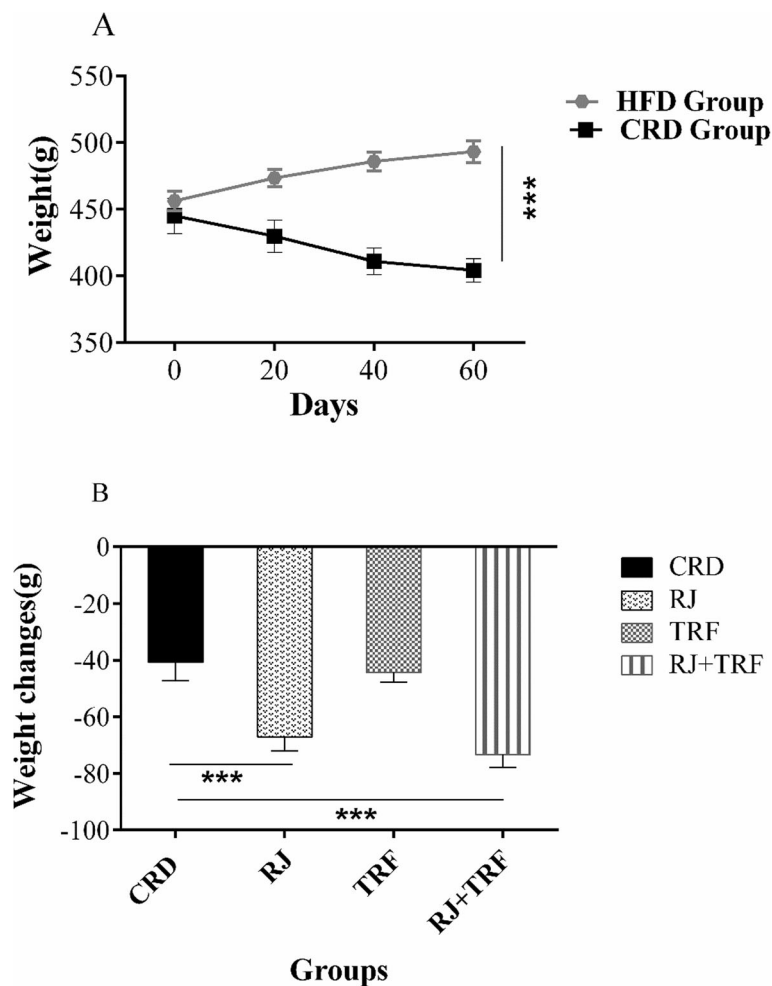 A
550
500
450
400
350
Weight(g)
0 20 40 60
Days
HFD Group
CRD Group
***
B
0
-20
-40
-60
-80
-100
Weight changes(g)
***
***
CRD RJ TRF RJ+TRF
Groups
CRD
RJ
TRF
RJ+TRF